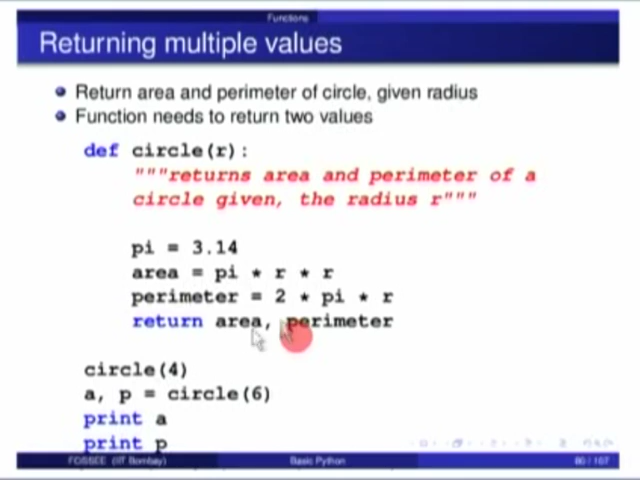 Functions
Returning multiple values
Return area and perimeter of circle, given radius
Function needs to return two values
def circle(r):
"""returns area and perimeter of a
circle given, the radius r"""
pi = 3.14
area = pi * r * r
perimeter = 2 * pi * r
return area, perimeter
circle(4)
a, p = circle(6)
print a
print p
FOSSEE (IIT Bombay) Basic Python 80 / 167